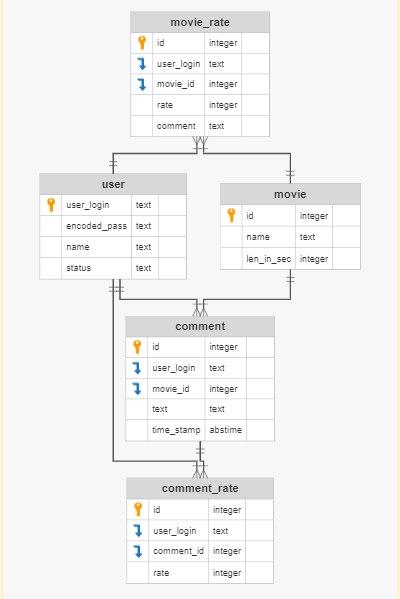 movie_rate
id integer
user_login text
movie_id integer
rate integer
comment text
user
user_login text
encoded_pass text
name text
status text
movie
id integer
name text
len_in_sec integer
comment
id integer
user_login text
movie_id integer
text text
time_stamp abstime
comment_rate
id integer
user_login text
comment_id integer
rate integer